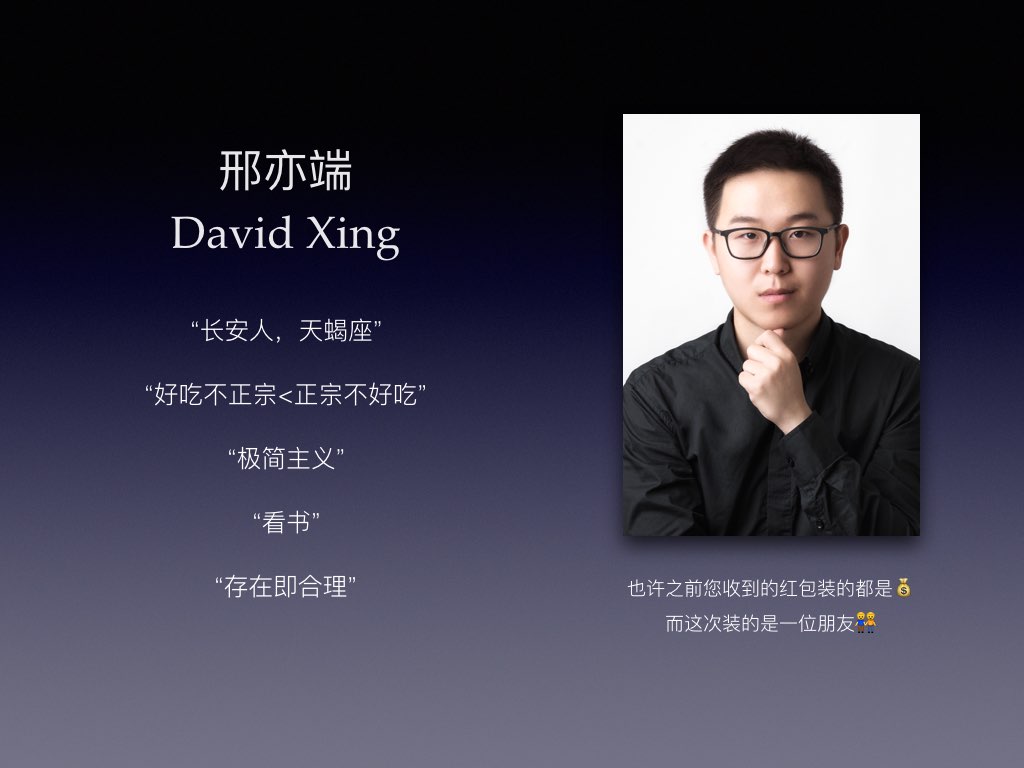 邢亦端
David Xing
“长安人，天蝎座”
“好吃不正宗<正宗不好吃”
“极简主义”
“看书”
“存在即合理”
也许之前您收到的红包装的都是💰
而这次装的是一位朋友👬